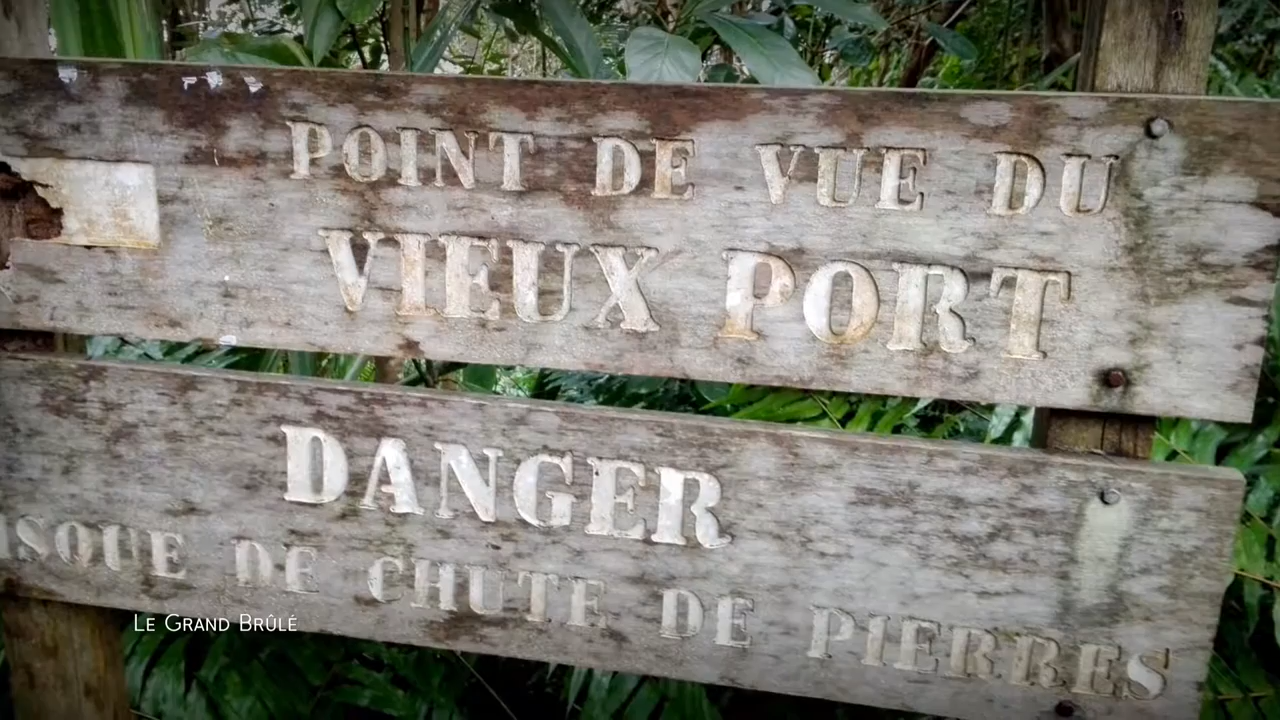 POINT DE VUE DU
VIEUX PORT
DANGER
ISQUE DE CHUTE DE PIERRES
Le Grand Brûlé